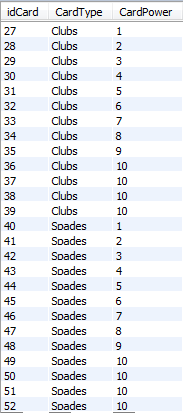 idCard CardType CardPower
27 Clubs 1
28 Clubs 2
29 Clubs 3
30 Clubs 4
31 Clubs 5
32 Clubs 6
33 Clubs 7
34 Clubs 8
35 Clubs 9
36 Clubs 10
37 Clubs 10
38 Clubs 10
39 Clubs 10
40 Spades 1
41 Spades 2
42 Spades 3
43 Spades 4
44 Spades 5
45 Spades 6
46 Spades 7
47 Spades 8
48 Spades 9
49 Spades 10
50 Spades 10
51 Spades 10
52 Spades 10